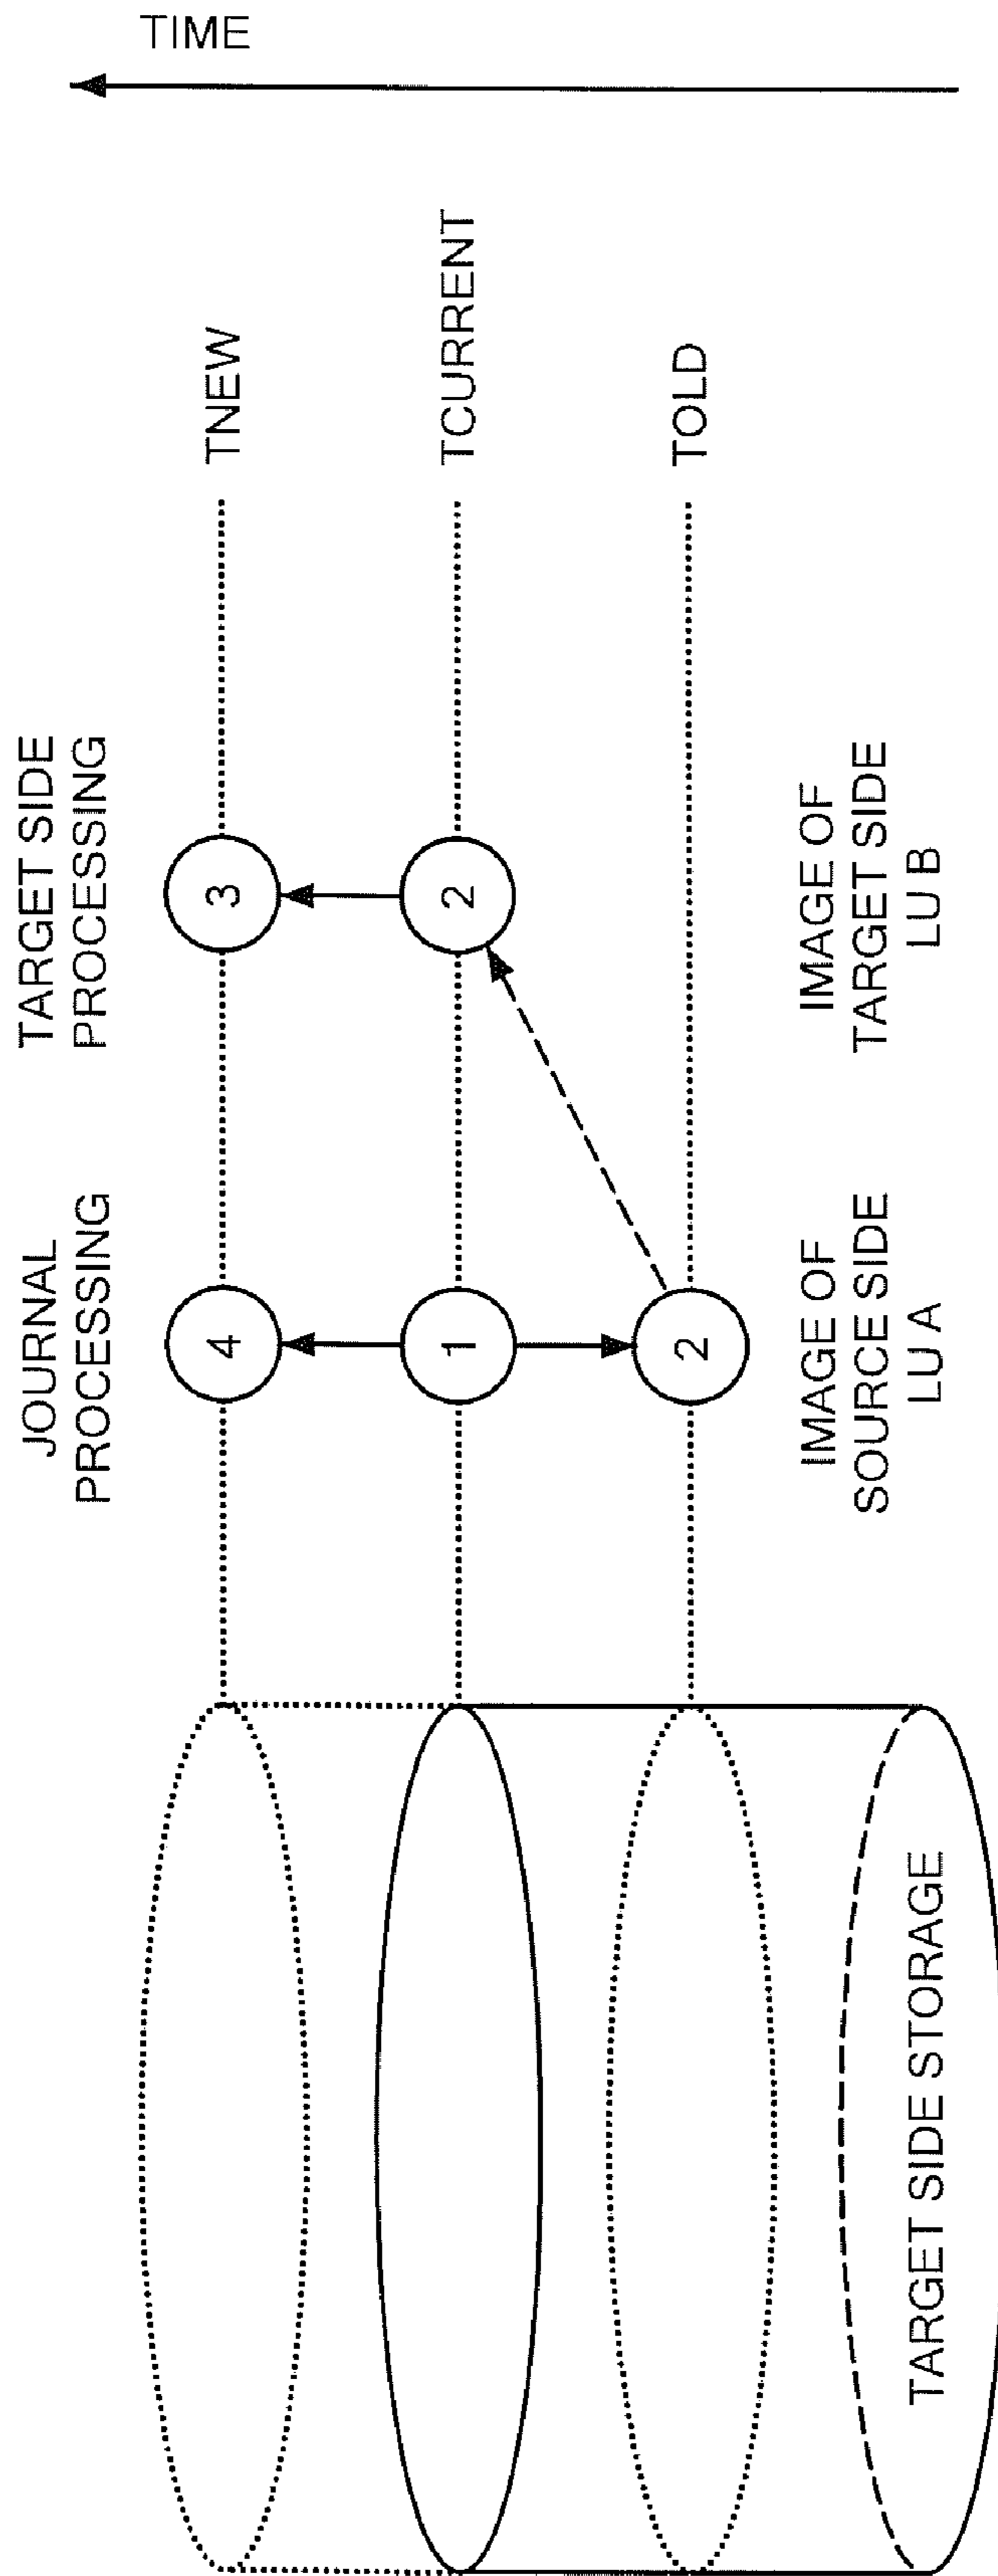 JOURNAL
PROCESSING
TARGET SIDE
PROCESSING
TIME
4
3
TNEW
1
2
TCURRENT
2
TOLD
IMAGE OF
SOURCE SIDE
LU A
IMAGE OF
TARGET SIDE
LU B
TARGET SIDE STORAGE